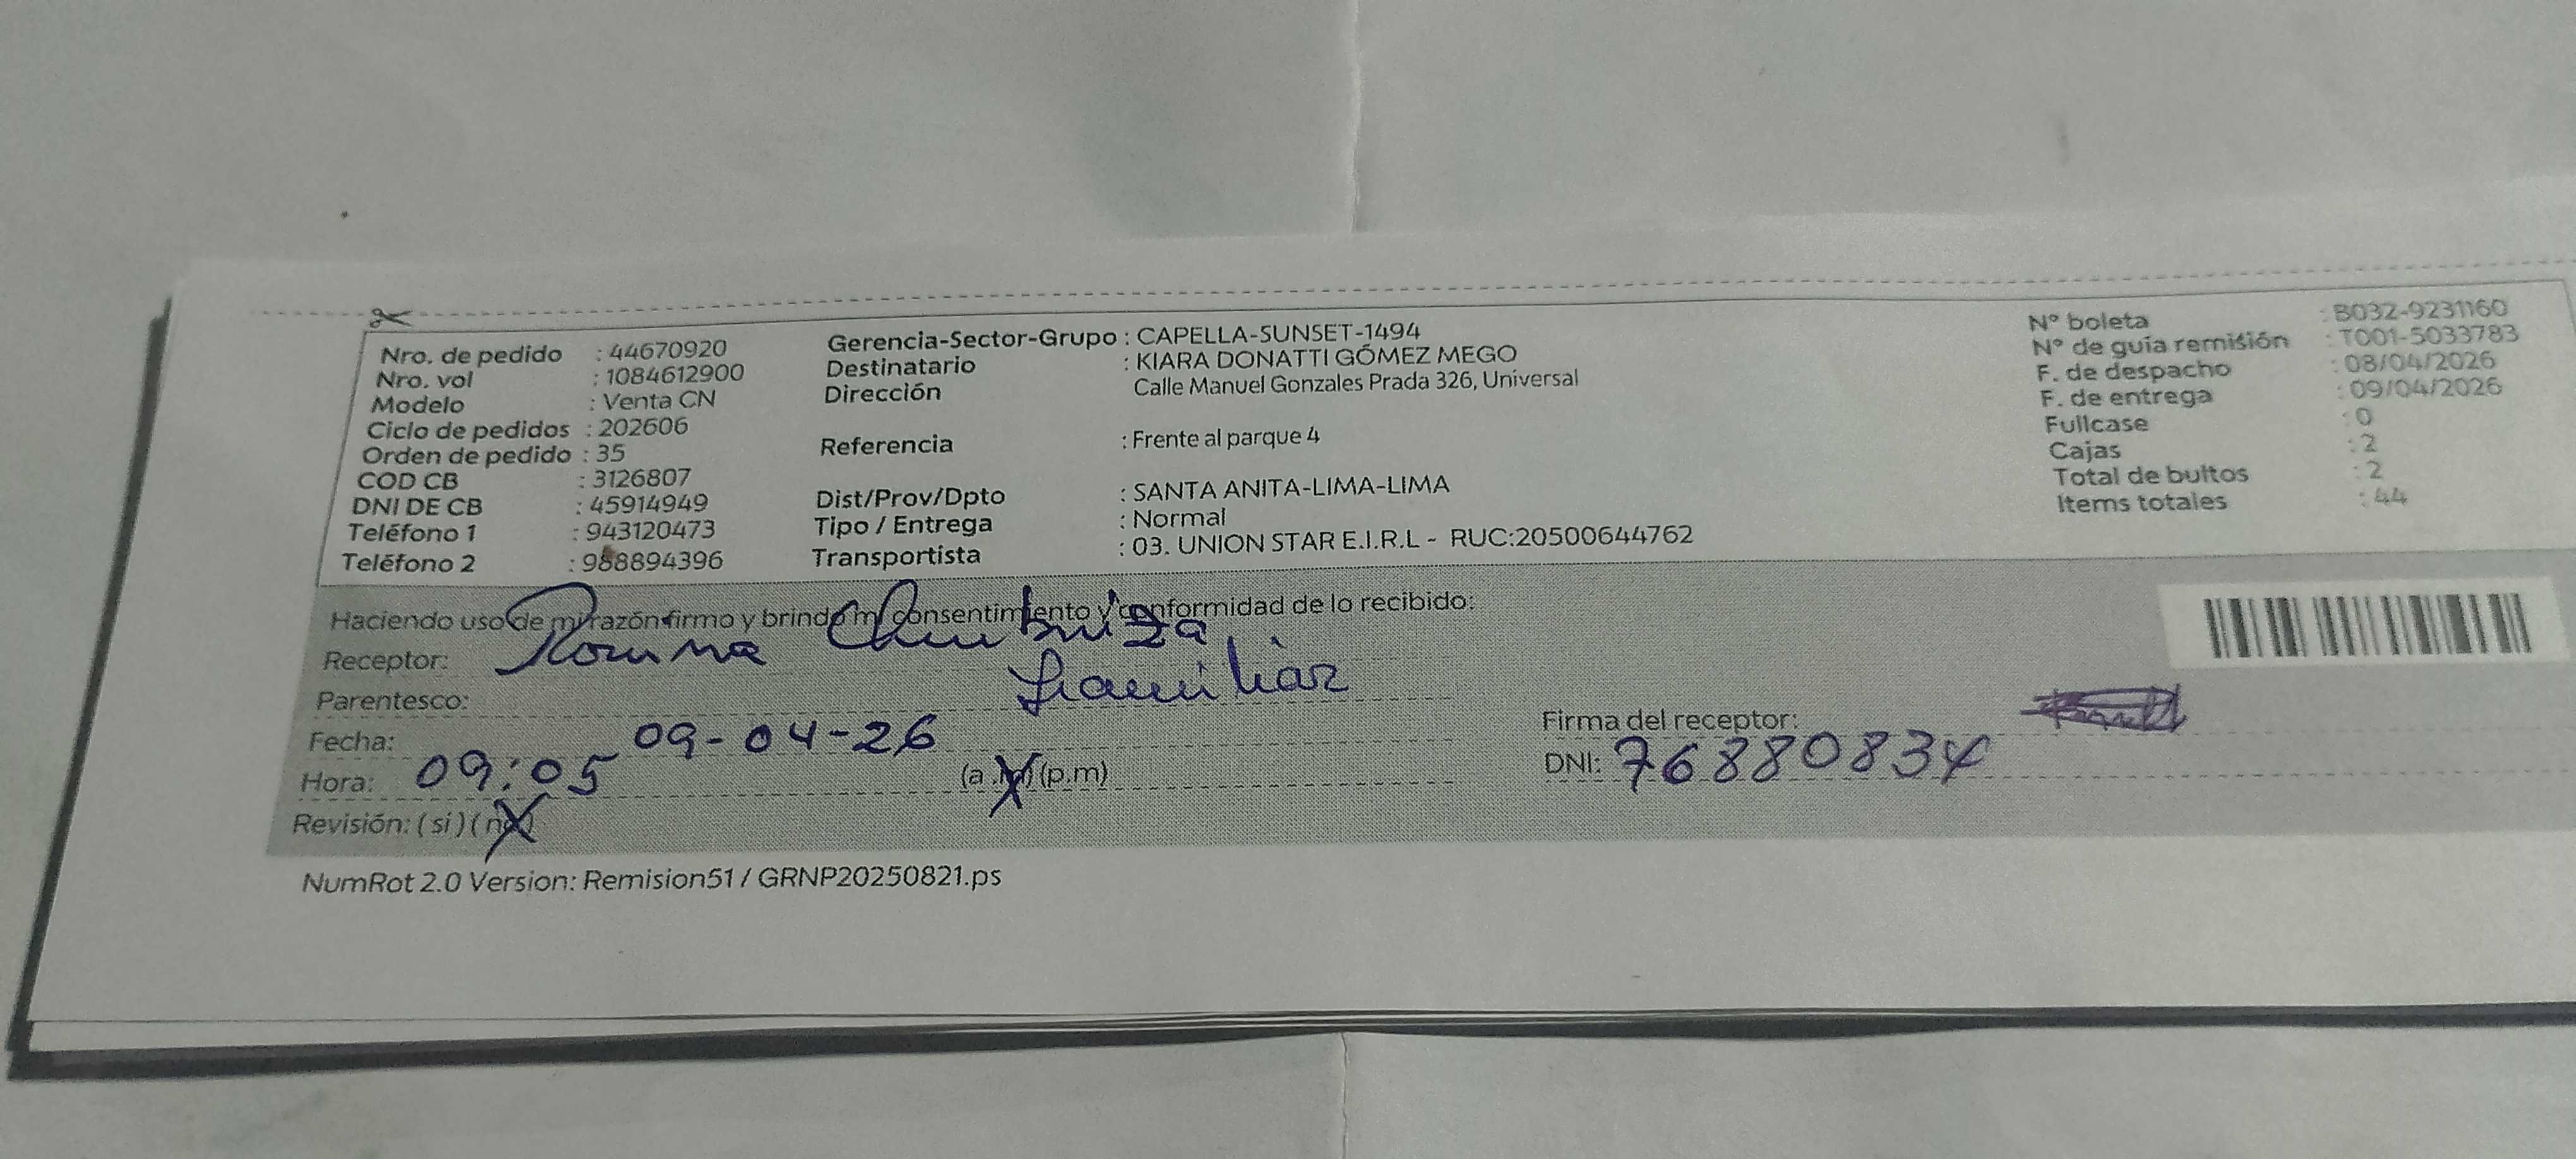 Nro. de pedido : 44670920
Nro. vol : 1084612900
Modelo : Venta CN
Ciclo de pedidos : 202606
Orden de pedido : 35
COD CB : 3126807
DNI DE CB : 45914949
Teléfono 1 : 943120473
Teléfono 2 : 988894396
Gerencia-Sector-Grupo : CAPELLA-SUNSET-1494
Destinatario : KIARA DONATTI GÓMEZ MEGO
Dirección Calle Manuel Gonzales Prada 326, Universal
Referencia : Frente al parque 4
Dist/Prov/Dpto : SANTA ANITA-LIMA-LIMA
Tipo / Entrega : Normal
Transportista : 03. UNION STAR E.I.R.L - RUC:20500644762
N° boleta : B032-9231160
N° de guía remisión : T001-5033783
F. de despacho : 08/04/2026
F. de entrega : 09/04/2026
Fullcase : 0
Cajas : 2
Total de bultos : 2
Items totales : 44
Haciendo uso de mi razón firmo y brindo mi consentimiento y conformidad de lo recibido:
Receptor:
Parentesco: Familiar
Fecha: 09-04-26
Hora: 09:05 (a.m) (p.m)
Revisión: (si) (no)
Firma del receptor:
DNI: 76880834
NumRot 2.0 Version: Remision51 / GRNP20250821.ps